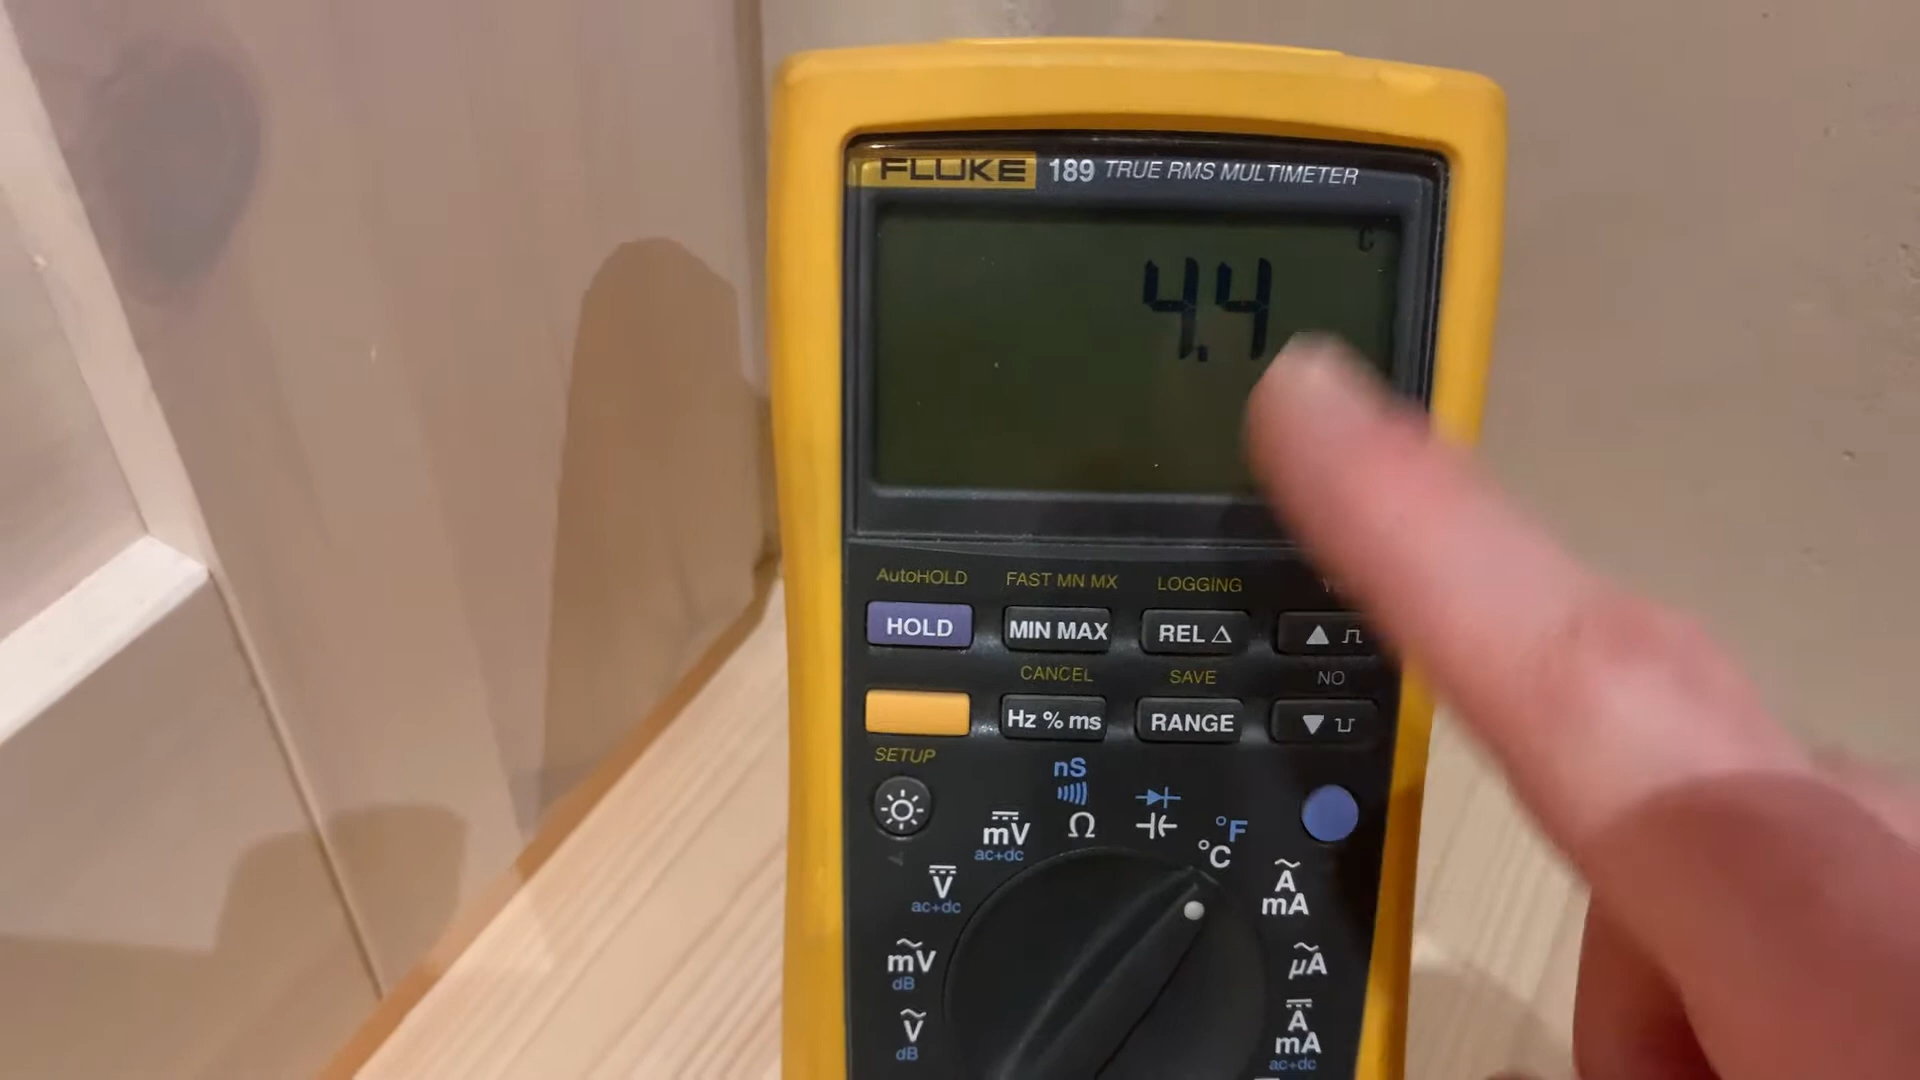 FLUKE 189 TRUE RMS MULTIMETER
C
4.4
AutoHOLD FAST MN MX LOGGING
HOLD MIN MAX REL Δ
CANCEL SAVE NO
Hz % ms RANGE
SETUP
nS
°F
mV Ω °C
ac+dc
V A
ac+dc mA
mV µA
dB
V A
dB mA
ac+dc